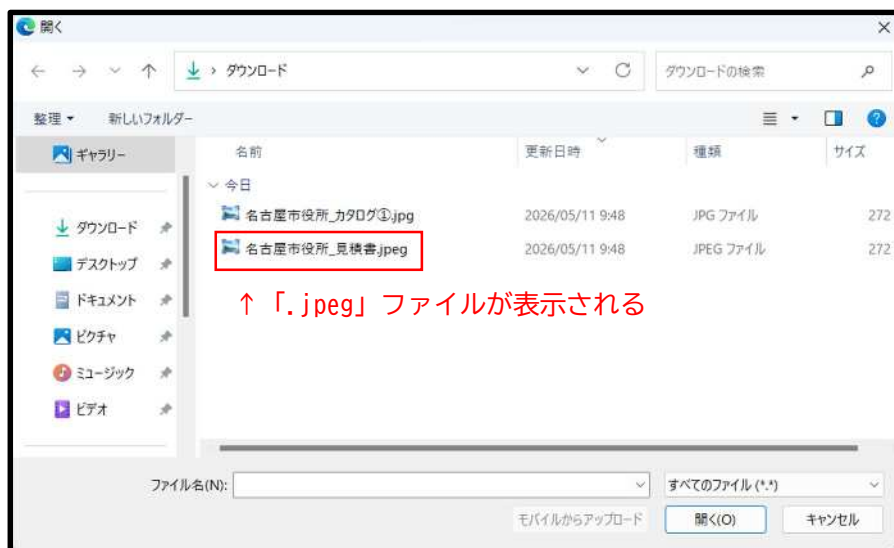 開く
ダウンロード
ダウンロードの検索
整理
新しいフォルダー
ギャラリー
名前 更新日時 種類 サイズ
今日
名古屋市役所_カタログ①.jpg 2026/05/11 9:48 JPG ファイル 272
名古屋市役所_見積書.jpeg 2026/05/11 9:48 JPEG ファイル 272
↑「.jpeg」ファイルが表示される
ダウンロード
デスクトップ
ドキュメント
ピクチャ
ミュージック
ビデオ
ファイル名(N):
すべてのファイル (*.*)
モバイルからアップロード
開く(O)
キャンセル